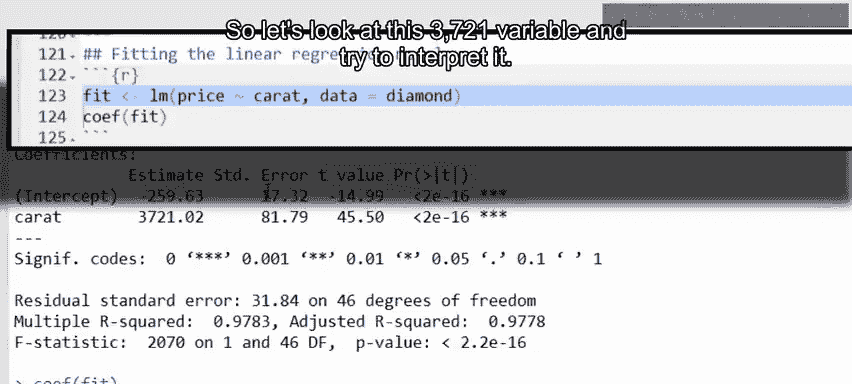 So let's look at this 3,721 variable and
try to interpret it.
121 ## Fitting the linear regre
122 ```{r}
123 fit <- lm(price ~ carat, data = diamond)
124 coef(fit)
125 ```
Coefficients:
Estimate Std. Error t value Pr(>|t|)
(Intercept) -259.63 17.32 -14.99 <2e-16 ***
carat 3721.02 81.79 45.50 <2e-16 ***
---
Signif. codes: 0 ‘***’ 0.001 ‘**’ 0.01 ‘*’ 0.05 ‘.’ 0.1 ‘ ’ 1
Residual standard error: 31.84 on 46 degrees of freedom
Multiple R-squared: 0.9783, Adjusted R-squared: 0.9778
F-statistic: 2070 on 1 and 46 DF, p-value: < 2.2e-16
> coef(fit)